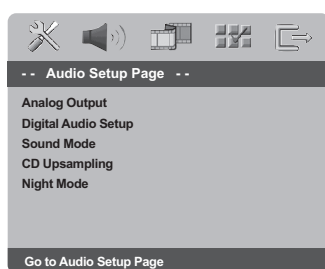 - - Audio Setup Page - -
Analog Output
Digital Audio Setup
Sound Mode
CD Upsampling
Night Mode
Go to Audio Setup Page